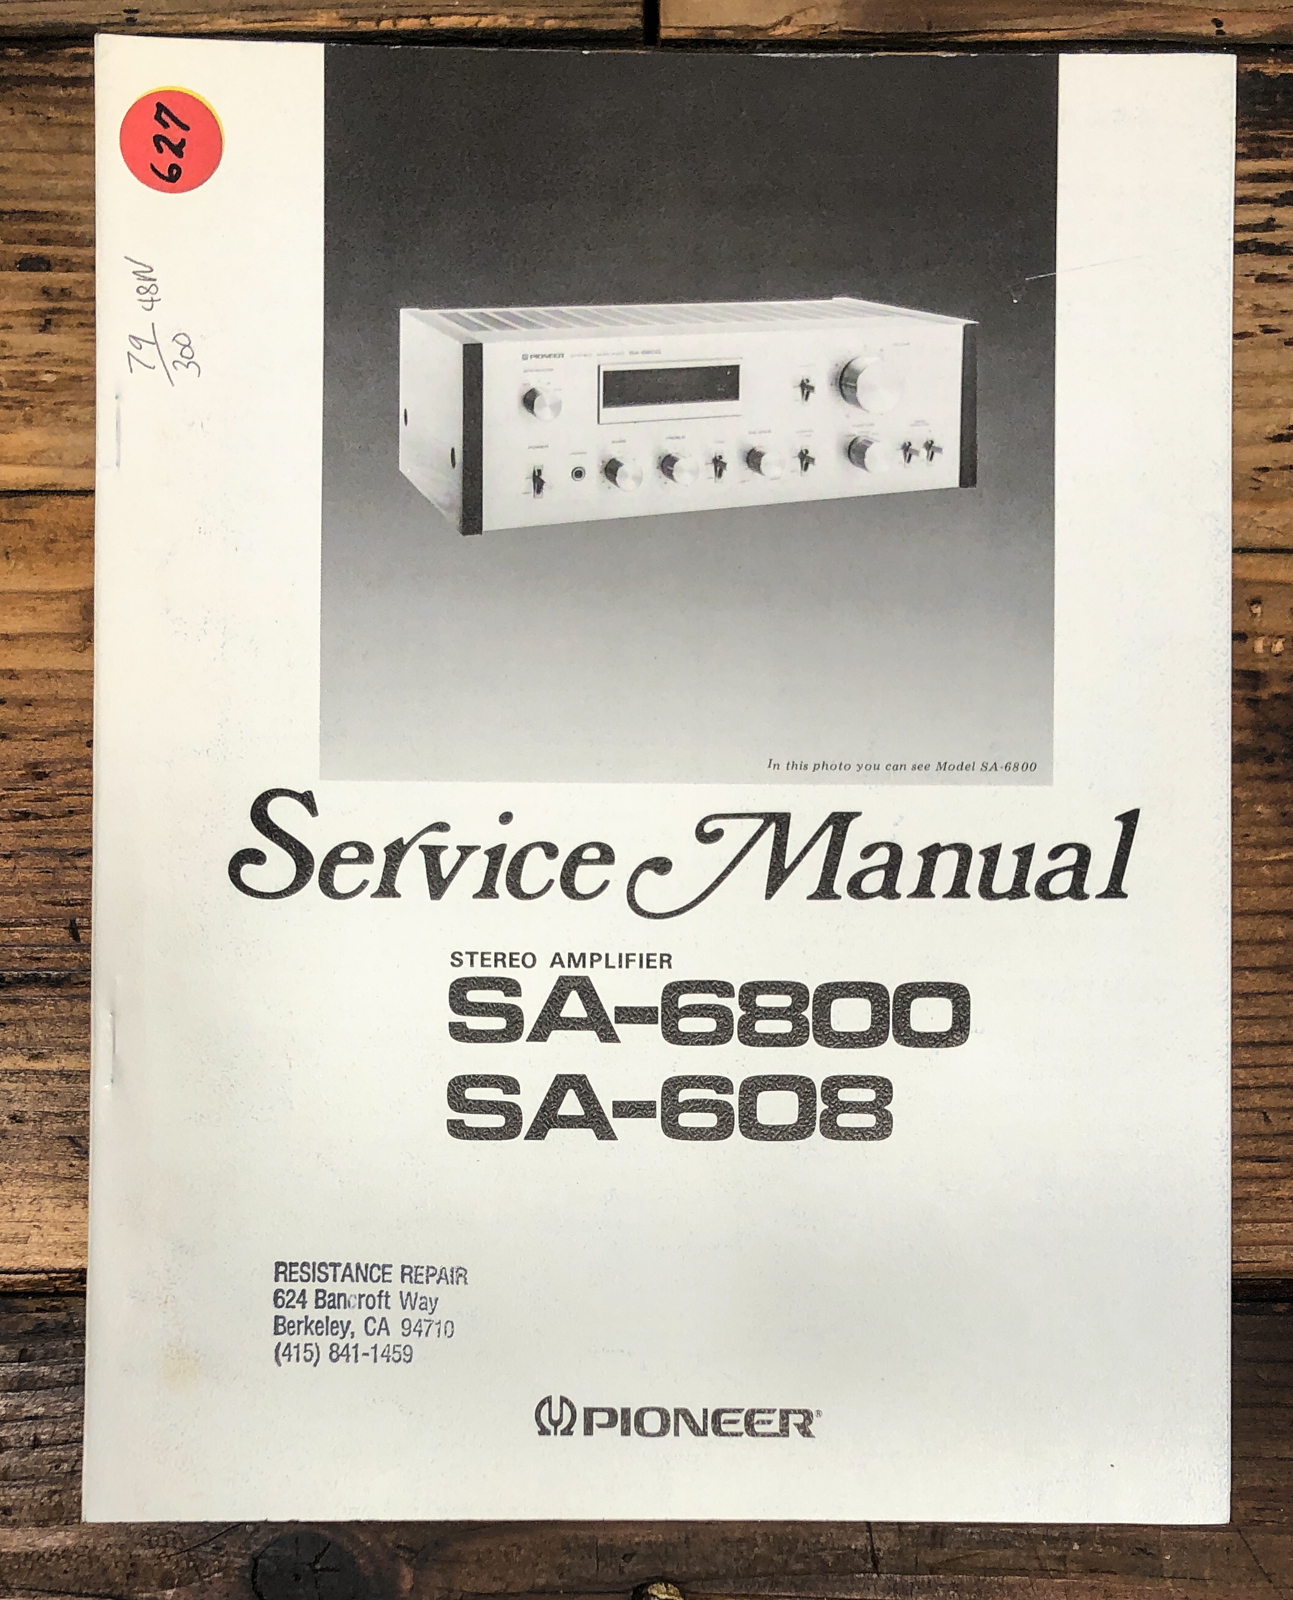 627
79 48W
300
PIONEER
In this photo you can see Model SA-6800
Service Manual
STEREO AMPLIFIER
SA-6800
SA-608
RESISTANCE REPAIR
624 Bancroft Way
Berkeley, CA 94710
(415) 841-1459
PIONEER®